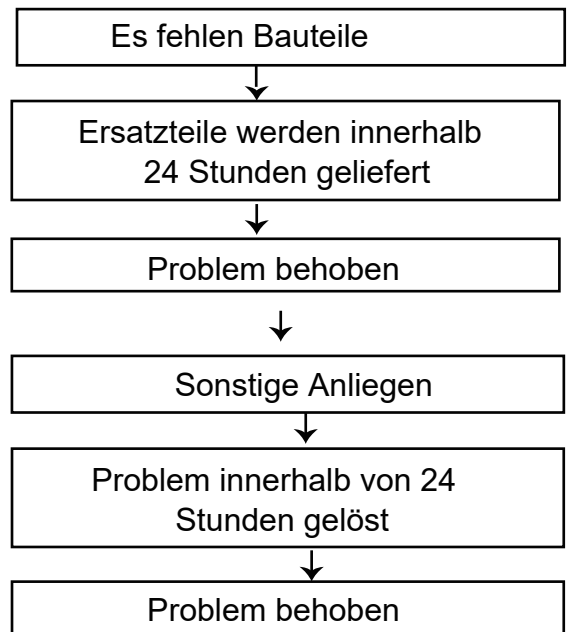 Es fehlen Bauteile
Ersatzteile werden innerhalb
24 Stunden geliefert
Problem behoben
Sonstige Anliegen
Problem innerhalb von 24
Stunden gelöst
Problem behoben